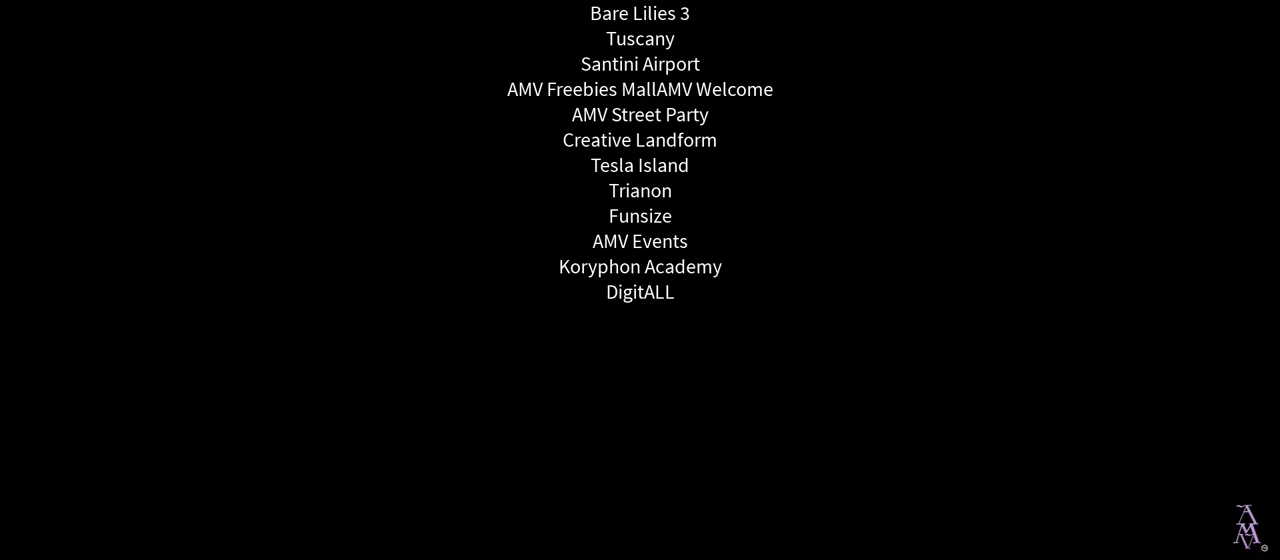 Bare Lilies 3
Tuscany
Santini Airport
AMV Freebies MallAMV Welcome
AMV Street Party
Creative Landform
Tesla Island
Trianon
Funsize
AMV Events
Koryphon Academy
DigitALL
AMV